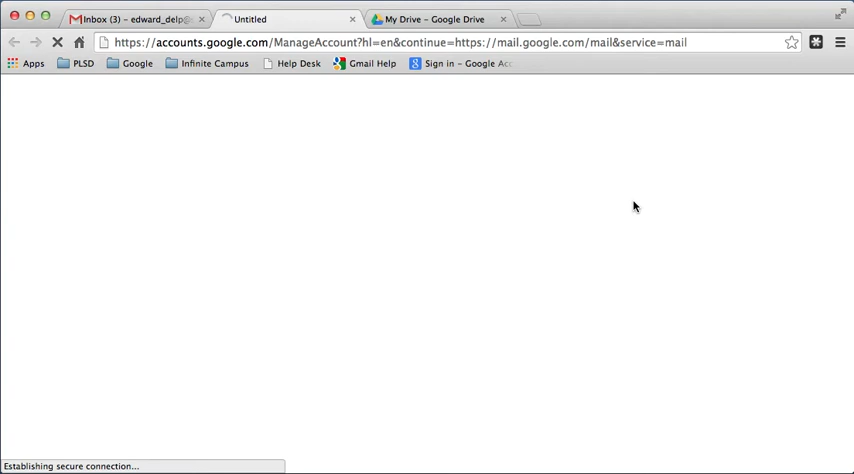 Inbox (3) – edward_delp@
Untitled
My Drive – Google Drive
https://accounts.google.com/ManageAccount?hl=en&continue=https://mail.google.com/mail&service=mail
Apps PLSD Google Infinite Campus Help Desk Gmail Help Sign in – Google Acc
Establishing secure connection...